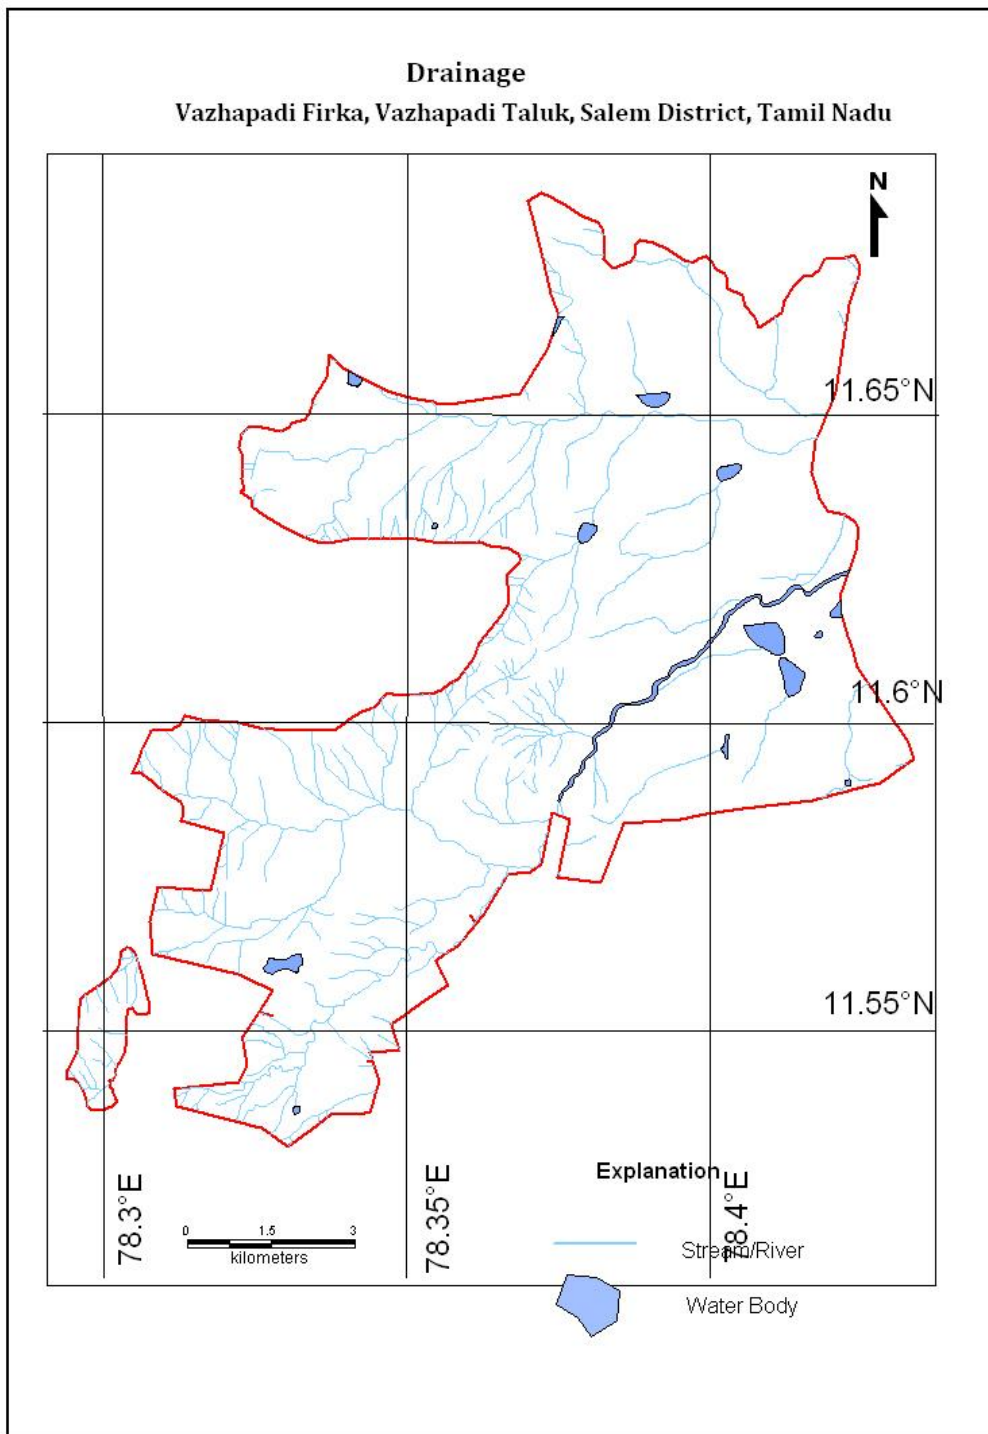 Drainage
Vazhapadi Firka, Vazhapadi Taluk, Salem District, Tamil Nadu
N
11.65°N
11.6°N
11.55°N
78.3°E
78.35°E
78.4°E
0 1.5 3
kilometers
Explanation
Stream/River
Water Body